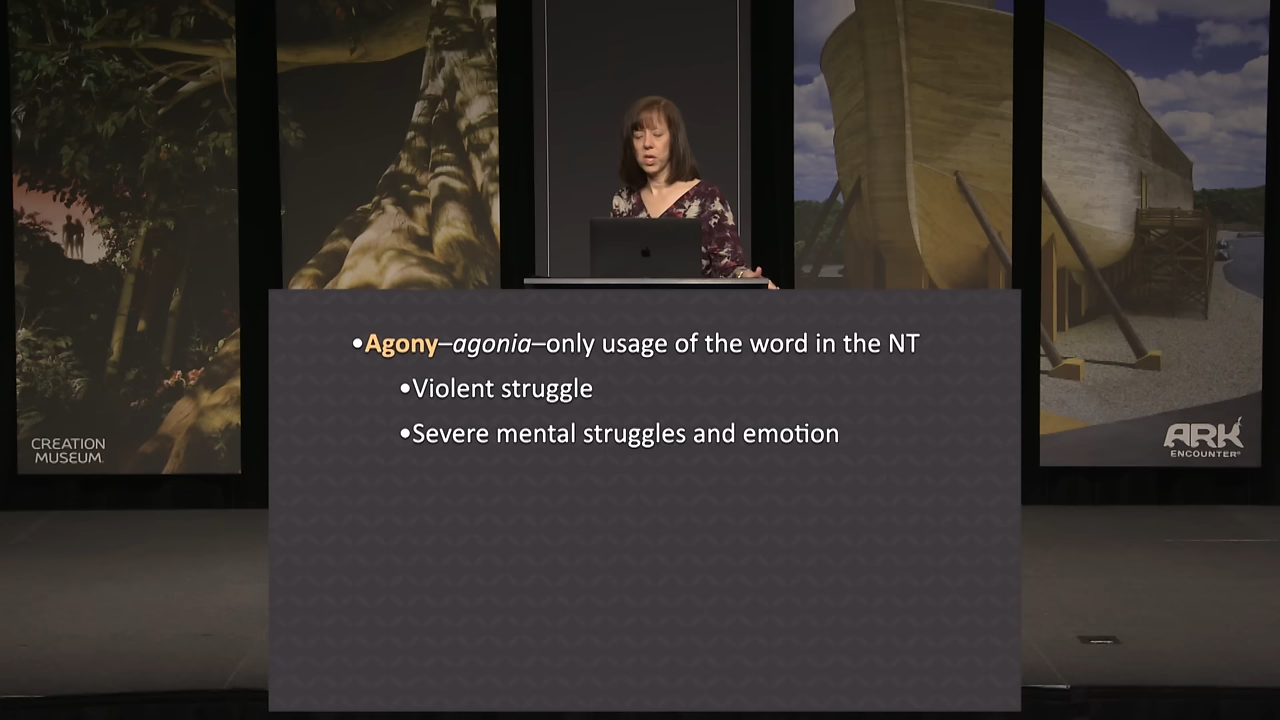 •Agony–agonia–only usage of the word in the NT
•Violent struggle
•Severe mental struggles and emotion
CREATION
MUSEUM
ARK
ENCOUNTER